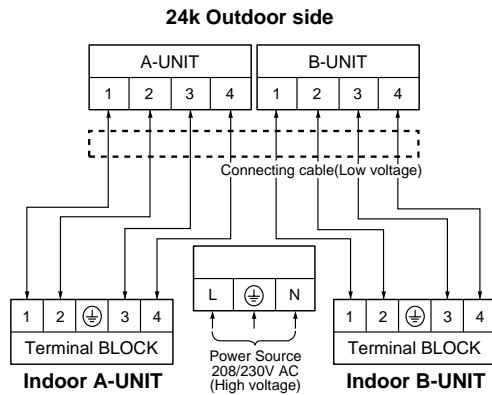 24k Outdoor side
A-UNIT B-UNIT
1 2 3 4 1 2 3 4
Connecting cable(Low voltage)
L N
1 2 3 4
Terminal BLOCK
Indoor A-UNIT
Power Source
208/230V AC
(High voltage)
1 2 3 4
Terminal BLOCK
Indoor B-UNIT